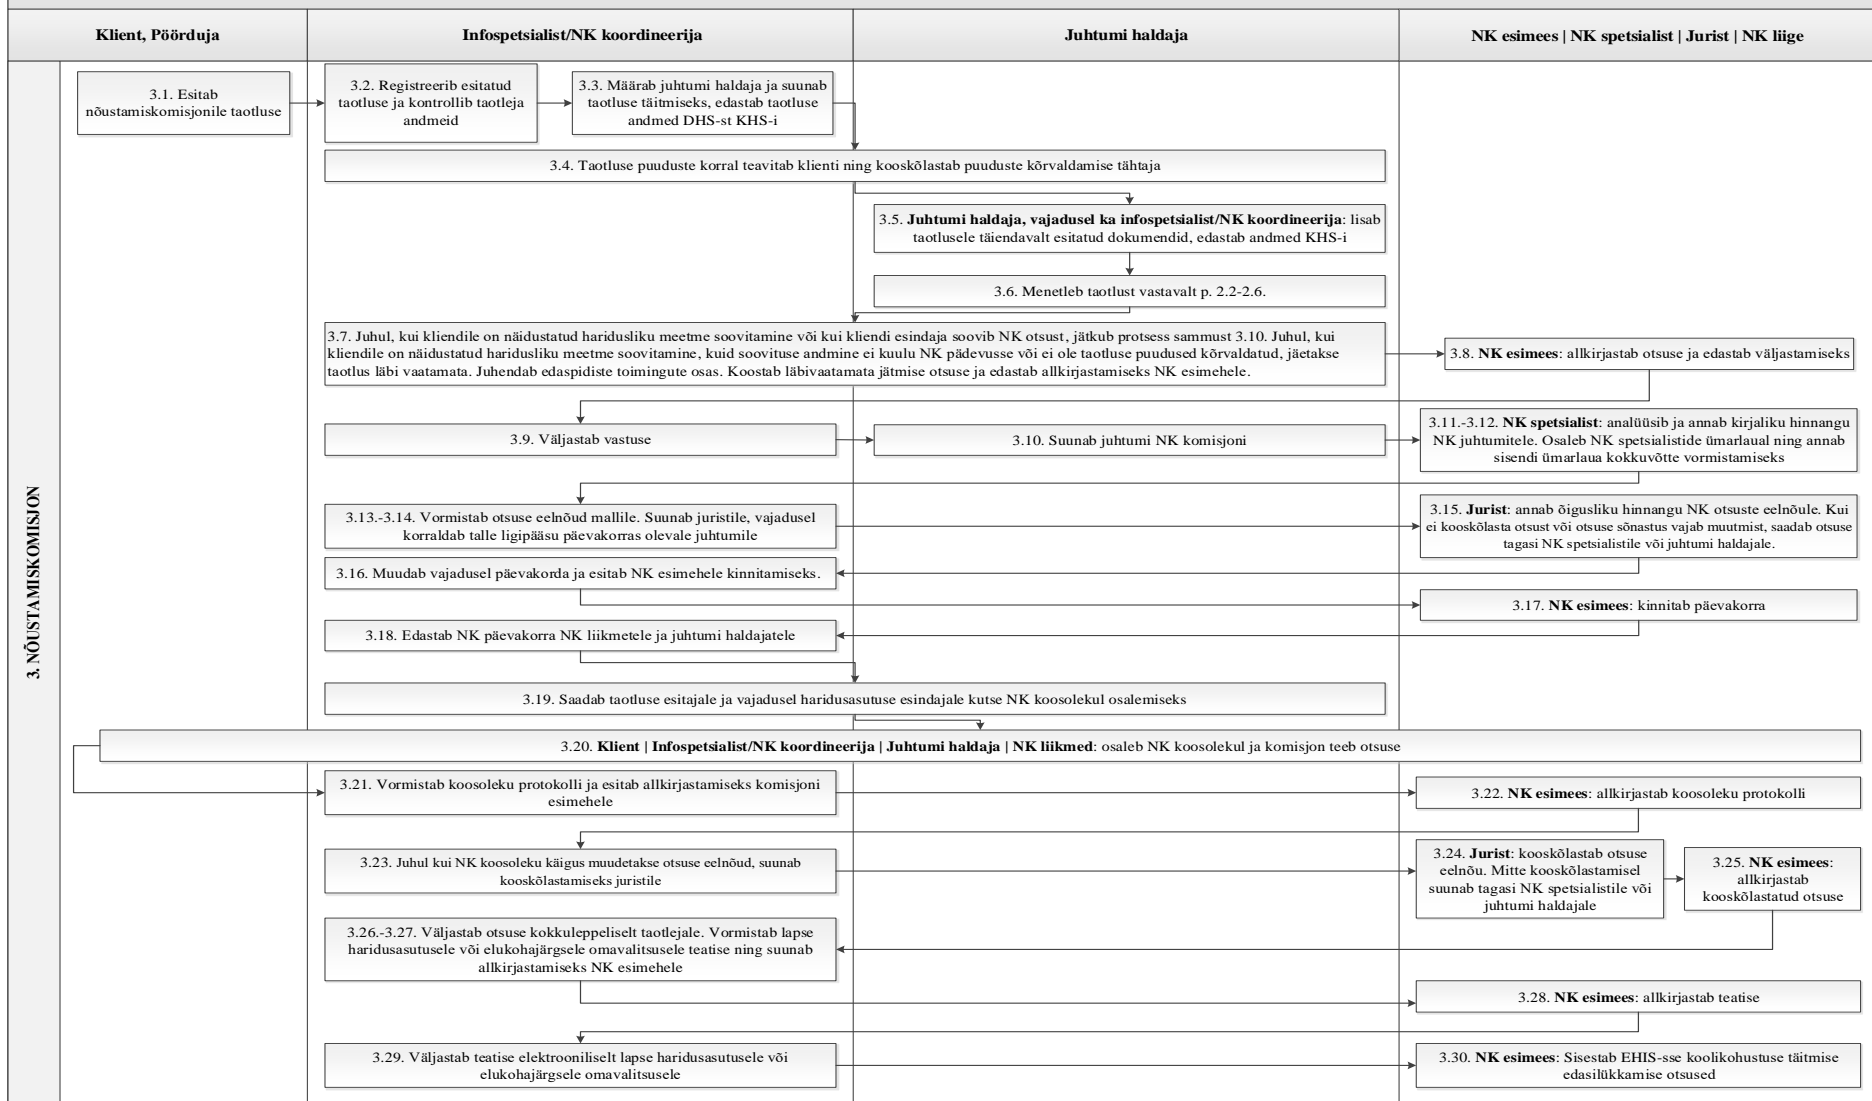 Klient, Pöörduja
Infospetsialist/NK koordineerija
Juhtumi haldaja
NK esimees | NK spetsialist | Jurist | NK liige
3. NÕUSTAMISKOMISJON
3.1. Esitab
nõustamiskomisjonile taotluse
3.2. Registreerib esitatud
taotluse ja kontrollib taotleja
andmeid
3.3. Määrab juhtumi haldaja ja suunab
taotluse täitmiseks, edastab taotluse
andmed DHS-st KHS-i
3.4. Taotluse puuduste korral teavitab klienti ning kooskõlastab puuduste kõrvaldamise tähtaja
3.5. Juhtumi haldaja, vajadusel ka infospetsialist/NK koordineerija: lisab
taotlusele täiendavalt esitatud dokumendid, edastab andmed KHS-i
3.6. Menetleb taotlust vastavalt p. 2.2-2.6.
3.7. Juhul, kui kliendile on näidustatud haridusliku meetme soovitamine või kui kliendi esindaja soovib NK otsust, jätkub protsess sammust 3.10. Juhul, kui
kliendile on näidustatud haridusliku meetme soovitamine, kuid soovituse andmine ei kuulu NK pädevusse või ei ole taotluse puudused kõrvaldatud, jäetakse
taotlus läbi vaatamata. Juhendab edaspidiste toimingute osas. Koostab läbivaatamata jätmise otsuse ja edastab allkirjastamiseks NK esimehele.
3.8. NK esimees: allkirjastab otsuse ja edastab väljastamiseks
3.9. Väljastab vastuse
3.10. Suunab juhtumi NK komisjoni
3.11.-3.12. NK spetsialist: analüüsib ja annab kirjaliku hinnangu
NK juhtumitele. Osaleb NK spetsialistide ümarlaual ning annab
sisendi ümarlaua kokkuvõtte vormistamiseks
3.13.-3.14. Vormistab otsuse eelnõud mallile. Suunab juristile, vajadusel
korraldab talle ligipääsu päevakorras olevale juhtumile
3.15. Jurist: annab õigusliku hinnangu NK otsuste eelnõule. Kui
ei kooskõlasta otsust või otsuse sõnastus vajab muutmist, saadab otsuse
tagasi NK spetsialistile või juhtumi haldajale.
3.16. Muudab vajadusel päevakorda ja esitab NK esimehele kinnitamiseks.
3.17. NK esimees: kinnitab päevakorra
3.18. Edastab NK päevakorra NK liikmetele ja juhtumi haldajatele
3.19. Saadab taotluse esitajale ja vajadusel haridusasutuse esindajale kutse NK koosolekul osalemiseks
3.20. Klient | Infospetsialist/NK koordineerija | Juhtumi haldaja | NK liikmed: osaleb NK koosolekul ja komisjon teeb otsuse
3.21. Vormistab koosoleku protokolli ja esitab allkirjastamiseks komisjoni
esimehele
3.22. NK esimees: allkirjastab koosoleku protokolli
3.23. Juhul kui NK koosoleku käigus muudetakse otsuse eelnõud, suunab
kooskõlastamiseks juristile
3.24. Jurist: kooskõlastab otsuse
eelnõu. Mitte kooskõlastamisel
suunab tagasi NK spetsialistile või
juhtumi haldajale
3.25. NK esimees:
allkirjastab
kooskõlastatud otsuse
3.26.-3.27. Väljastab otsuse kokkuleppeliselt taotlejale. Vormistab lapse
haridusasutusele või elukohajärgsele omavalitsusele teatise ning suunab
allkirjastamiseks NK esimehele
3.28. NK esimees: allkirjastab teatise
3.29. Väljastab teatise elektrooniliselt lapse haridusasutusele või
elukohajärgsele omavalitsusele
3.30. NK esimees: Sisestab EHIS-sse koolikohustuse täitmise
edasilükkamise otsused